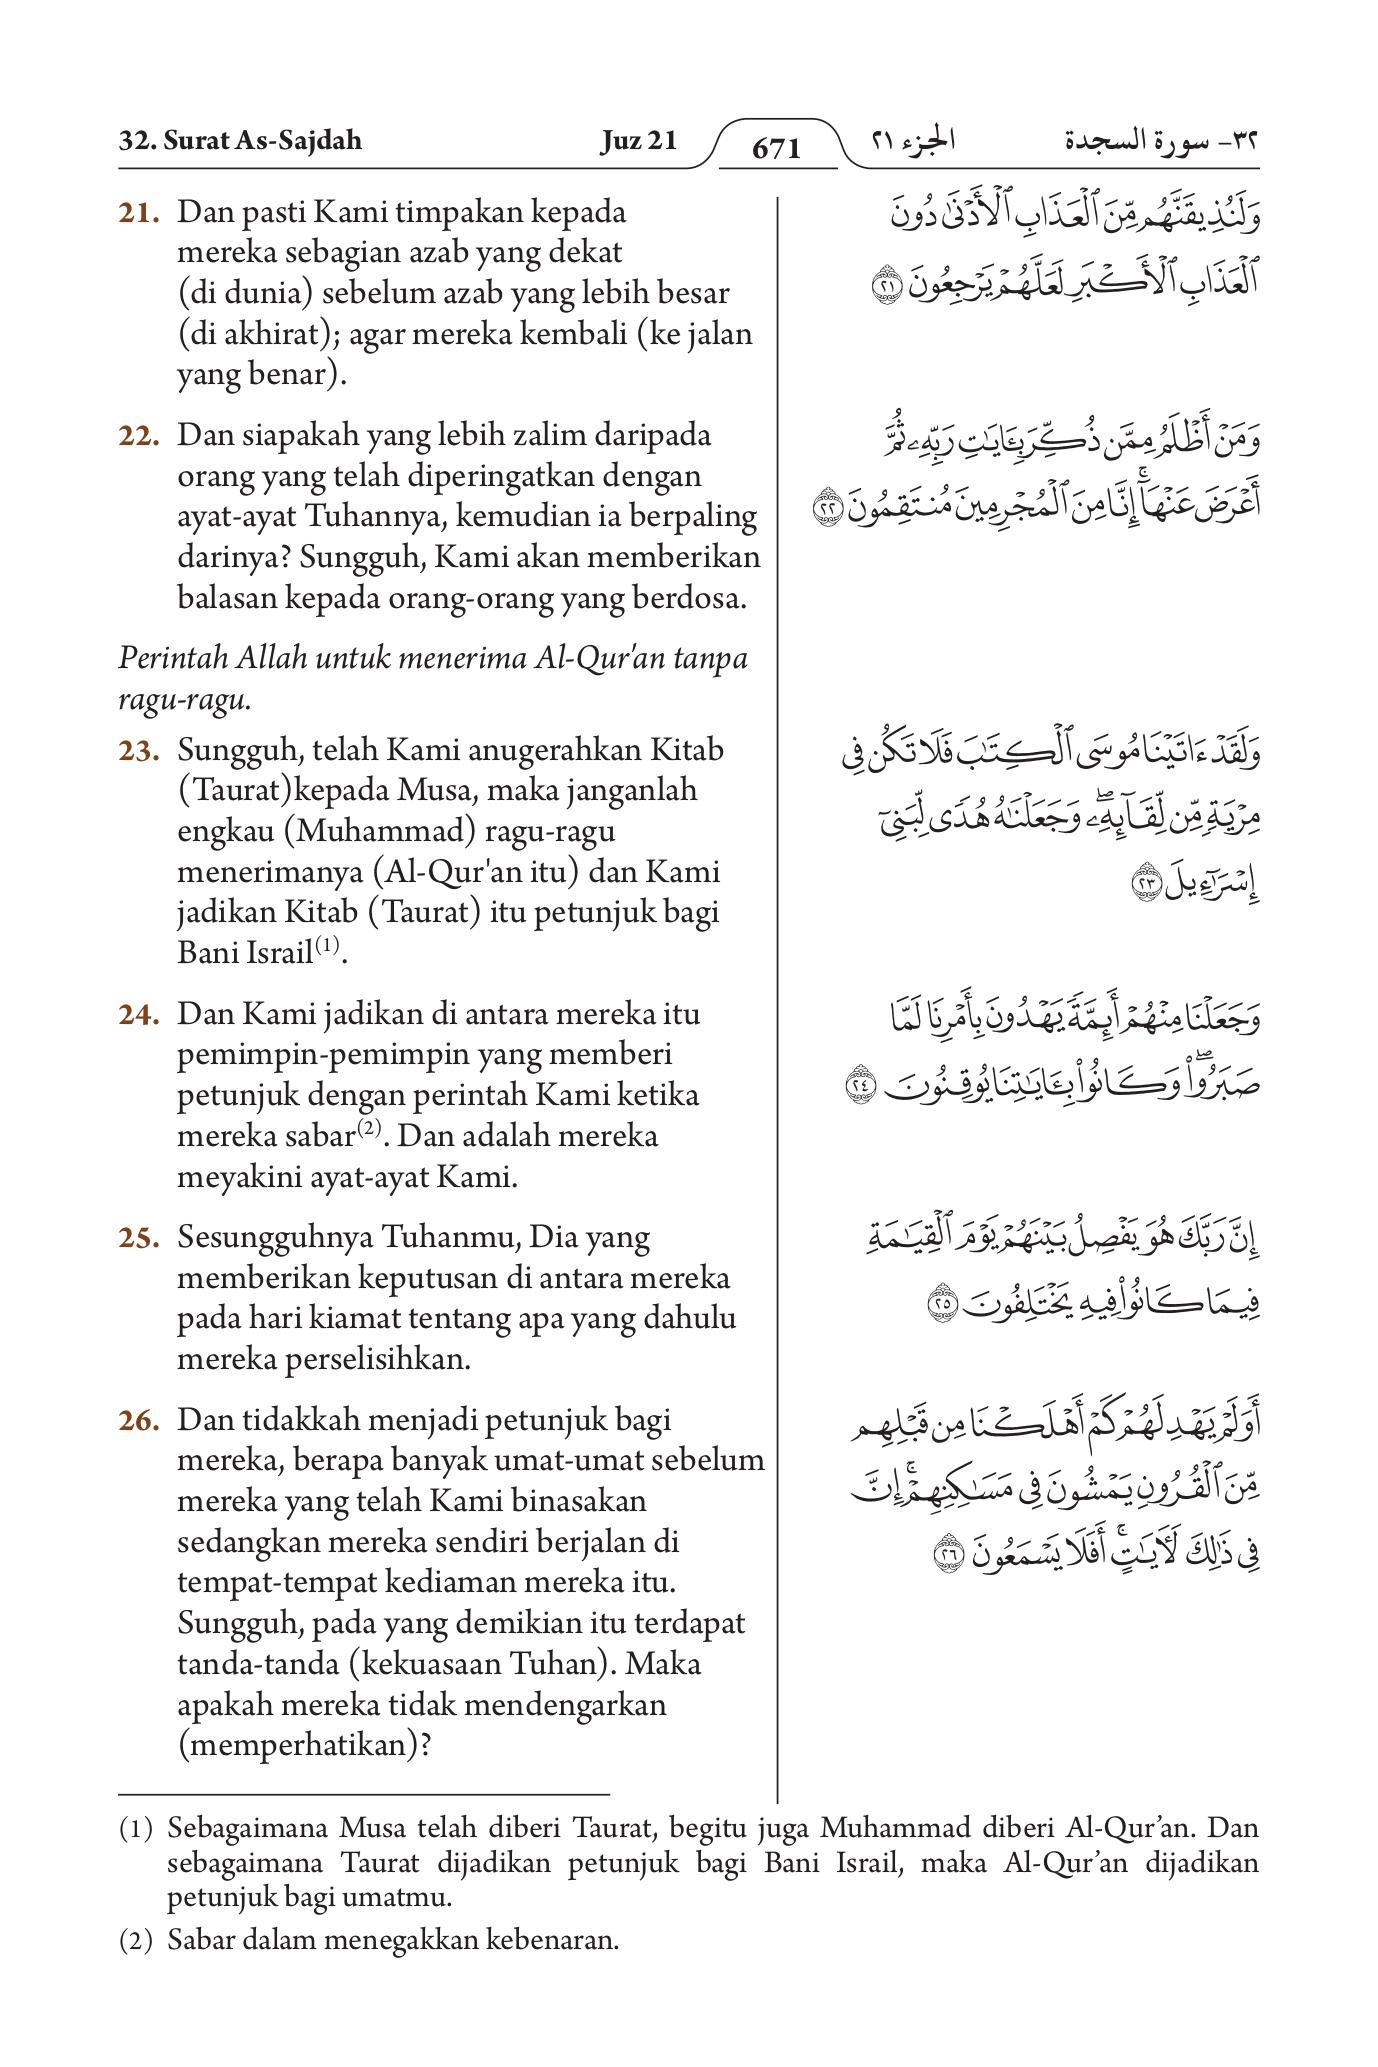 32. Surat As-Sajdah Juz 21 671 الجزء ٢١ ٣٢- سورة السجدة
21. Dan pasti Kami timpakan kepada
mereka sebagian azab yang dekat
(di dunia) sebelum azab yang lebih besar
(di akhirat); agar mereka kembali (ke jalan
yang benar).
وَلَنُذِيقَنَّهُم مِّنَ ٱلْعَذَابِ ٱلْأَدْنَىٰ دُونَ
ٱلْعَذَابِ ٱلْأَكْبَرِ لَعَلَّهُمْ يَرْجِعُونَ ٢١
22. Dan siapakah yang lebih zalim daripada
orang yang telah diperingatkan dengan
ayat-ayat Tuhannya, kemudian ia berpaling
darinya? Sungguh, Kami akan memberikan
balasan kepada orang-orang yang berdosa.
وَمَنْ أَظْلَمُ مِمَّن ذُكِّرَ بِـَٔايَـٰتِ رَبِّهِۦ ثُمَّ
أَعْرَضَ عَنْهَآ ۚ إِنَّا مِنَ ٱلْمُجْرِمِينَ مُنتَقِمُونَ ٢٢
Perintah Allah untuk menerima Al-Qur'an tanpa
ragu-ragu.
23. Sungguh, telah Kami anugerahkan Kitab
(Taurat)kepada Musa, maka janganlah
engkau (Muhammad) ragu-ragu
menerimanya (Al-Qur'an itu) dan Kami
jadikan Kitab (Taurat) itu petunjuk bagi
Bani Israil(1).
وَلَقَدْ ءَاتَيْنَا مُوسَى ٱلْكِتَـٰبَ فَلَا تَكُن فِى
مِرْيَةٍ مِّن لِّقَآئِهِۦ ۖ وَجَعَلْنَـٰهُ هُدًى لِّبَنِىٓ
إِسْرَٰٓءِيلَ ٢٣
24. Dan Kami jadikan di antara mereka itu
pemimpin-pemimpin yang memberi
petunjuk dengan perintah Kami ketika
mereka sabar(2). Dan adalah mereka
meyakini ayat-ayat Kami.
وَجَعَلْنَا مِنْهُمْ أَئِمَّةً يَهْدُونَ بِأَمْرِنَا لَمَّا
صَبَرُوا۟ ۖ وَكَانُوا۟ بِـَٔايَـٰتِنَا يُوقِنُونَ ٢٤
25. Sesungguhnya Tuhanmu, Dia yang
memberikan keputusan di antara mereka
pada hari kiamat tentang apa yang dahulu
mereka perselisihkan.
إِنَّ رَبَّكَ هُوَ يَفْصِلُ بَيْنَهُمْ يَوْمَ ٱلْقِيَـٰمَةِ
فِيمَا كَانُوا۟ فِيهِ يَخْتَلِفُونَ ٢٥
26. Dan tidakkah menjadi petunjuk bagi
mereka, berapa banyak umat-umat sebelum
mereka yang telah Kami binasakan
sedangkan mereka sendiri berjalan di
tempat-tempat kediaman mereka itu.
Sungguh, pada yang demikian itu terdapat
tanda-tanda (kekuasaan Tuhan). Maka
apakah mereka tidak mendengarkan
(memperhatikan)?
أَوَلَمْ يَهْدِ لَهُمْ كَمْ أَهْلَكْنَا مِن قَبْلِهِم
مِّنَ ٱلْقُرُونِ يَمْشُونَ فِى مَسَـٰكِنِهِمْ ۚ إِنَّ
فِى ذَٰلِكَ لَـَٔايَـٰتٍ ۖ أَفَلَا يَسْمَعُونَ ٢٦
(1) Sebagaimana Musa telah diberi Taurat, begitu juga Muhammad diberi Al-Qur’an. Dan
sebagaimana Taurat dijadikan petunjuk bagi Bani Israil, maka Al-Qur’an dijadikan
petunjuk bagi umatmu.
(2) Sabar dalam menegakkan kebenaran.